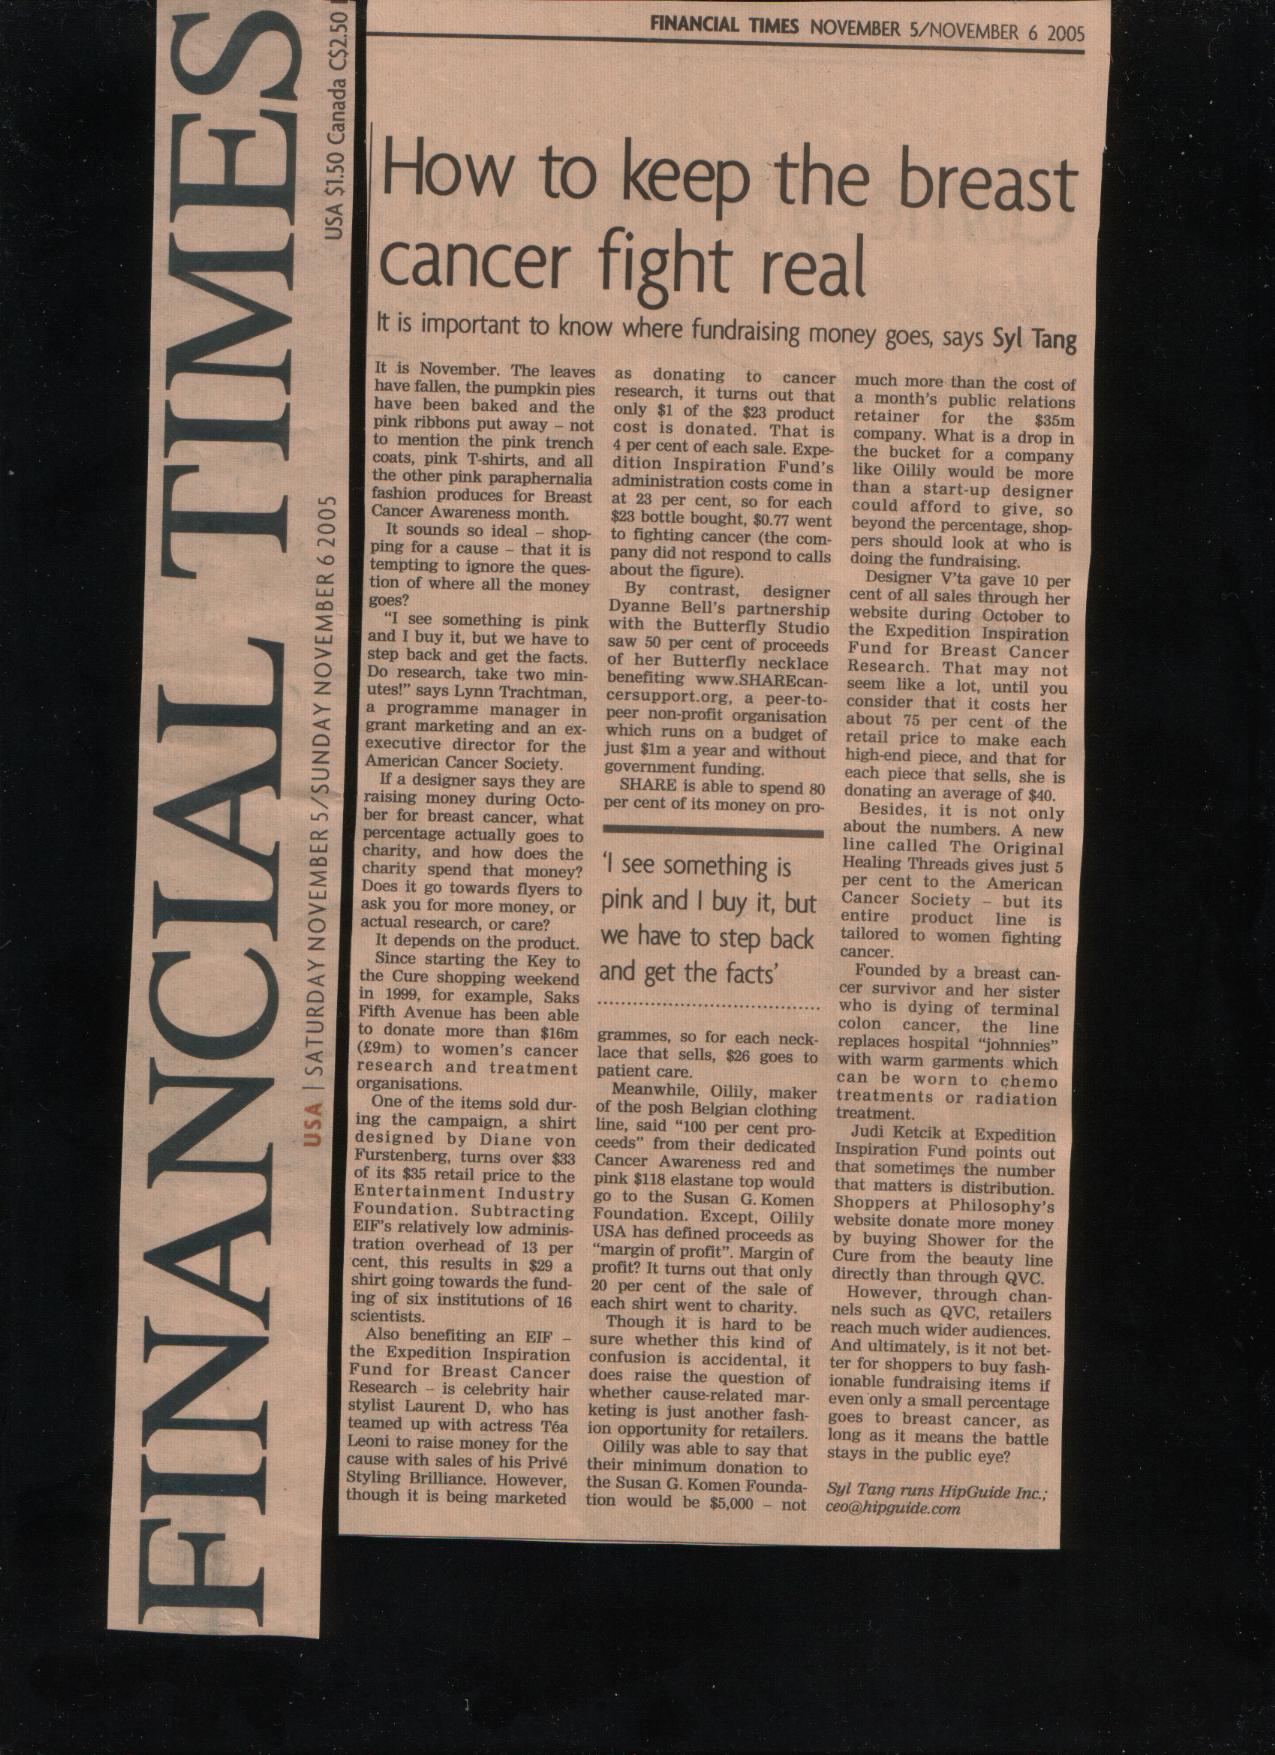 FINANCIAL TIMES
USA $1.50 Canada C$2.50
USA | SATURDAY NOVEMBER 5/SUNDAY NOVEMBER 6 2005
FINANCIAL TIMES NOVEMBER 5/NOVEMBER 6 2005
How to keep the breast
cancer fight real
It is important to know where fundraising money goes, says Syl Tang
It is November. The leaves
have fallen, the pumpkin pies
have been baked and the
pink ribbons put away – not
to mention the pink trench
coats, pink T-shirts, and all
the other pink paraphernalia
fashion produces for Breast
Cancer Awareness month.
It sounds so ideal – shop-
ping for a cause – that it is
tempting to ignore the ques-
tion of where all the money
goes?
"I see something is pink
and I buy it, but we have to
step back and get the facts.
Do research, take two min-
utes!" says Lynn Trachtman,
a programme manager in
grant marketing and an ex-
executive director for the
American Cancer Society.
If a designer says they are
raising money during Octo-
ber for breast cancer, what
percentage actually goes to
charity, and how does the
charity spend that money?
Does it go towards flyers to
ask you for more money, or
actual research, or care?
It depends on the product.
Since starting the Key to
the Cure shopping weekend
in 1999, for example, Saks
Fifth Avenue has been able
to donate more than $16m
(£9m) to women's cancer
research and treatment
organisations.
One of the items sold dur-
ing the campaign, a shirt
designed by Diane von
Furstenberg, turns over $33
of its $35 retail price to the
Entertainment Industry
Foundation. Subtracting
EIF's relatively low adminis-
tration overhead of 13 per
cent, this results in $29 a
shirt going towards the fund-
ing of six institutions of 16
scientists.
Also benefiting an EIF –
the Expedition Inspiration
Fund for Breast Cancer
Research – is celebrity hair
stylist Laurent D, who has
teamed up with actress Téa
Leoni to raise money for the
cause with sales of his Privé
Styling Brilliance. However,
though it is being marketed
as donating to cancer
research, it turns out that
only $1 of the $23 product
cost is donated. That is
4 per cent of each sale. Expe-
dition Inspiration Fund's
administration costs come in
at 23 per cent, so for each
$23 bottle bought, $0.77 went
to fighting cancer (the com-
pany did not respond to calls
about the figure).
By contrast, designer
Dyanne Bell's partnership
with the Butterfly Studio
saw 50 per cent of proceeds
of her Butterfly necklace
benefiting www.SHAREcan-
cersupport.org, a peer-to-
peer non-profit organisation
which runs on a budget of
just $1m a year and without
government funding.
SHARE is able to spend 80
per cent of its money on pro-
'I see something is
pink and I buy it, but
we have to step back
and get the facts'
grammes, so for each neck-
lace that sells, $26 goes to
patient care.
Meanwhile, Oilily, maker
of the posh Belgian clothing
line, said "100 per cent pro-
ceeds" from their dedicated
Cancer Awareness red and
pink $118 elastane top would
go to the Susan G. Komen
Foundation. Except, Oilily
USA has defined proceeds as
"margin of profit". Margin of
profit? It turns out that only
20 per cent of the sale of
each shirt went to charity.
Though it is hard to be
sure whether this kind of
confusion is accidental, it
does raise the question of
whether cause-related mar-
keting is just another fash-
ion opportunity for retailers.
Oilily was able to say that
their minimum donation to
the Susan G. Komen Founda-
tion would be $5,000 – not
much more than the cost of
a month's public relations
retainer for the $35m
company. What is a drop in
the bucket for a company
like Oilily would be more
than a start-up designer
could afford to give, so
beyond the percentage, shop-
pers should look at who is
doing the fundraising.
Designer V'ta gave 10 per
cent of all sales through her
website during October to
the Expedition Inspiration
Fund for Breast Cancer
Research. That may not
seem like a lot, until you
consider that it costs her
about 75 per cent of the
retail price to make each
high-end piece, and that for
each piece that sells, she is
donating an average of $40.
Besides, it is not only
about the numbers. A new
line called The Original
Healing Threads gives just 5
per cent to the American
Cancer Society – but its
entire product line is
tailored to women fighting
cancer.
Founded by a breast can-
cer survivor and her sister
who is dying of terminal
colon cancer, the line
replaces hospital "johnnies"
with warm garments which
can be worn to chemo
treatments or radiation
treatment.
Judi Ketcik at Expedition
Inspiration Fund points out
that sometimes the number
that matters is distribution.
Shoppers at Philosophy's
website donate more money
by buying Shower for the
Cure from the beauty line
directly than through QVC.
However, through chan-
nels such as QVC, retailers
reach much wider audiences.
And ultimately, is it not bet-
ter for shoppers to buy fash-
ionable fundraising items if
even only a small percentage
goes to breast cancer, as
long as it means the battle
stays in the public eye?
Syl Tang runs HipGuide Inc.;
ceo@hipguide.com